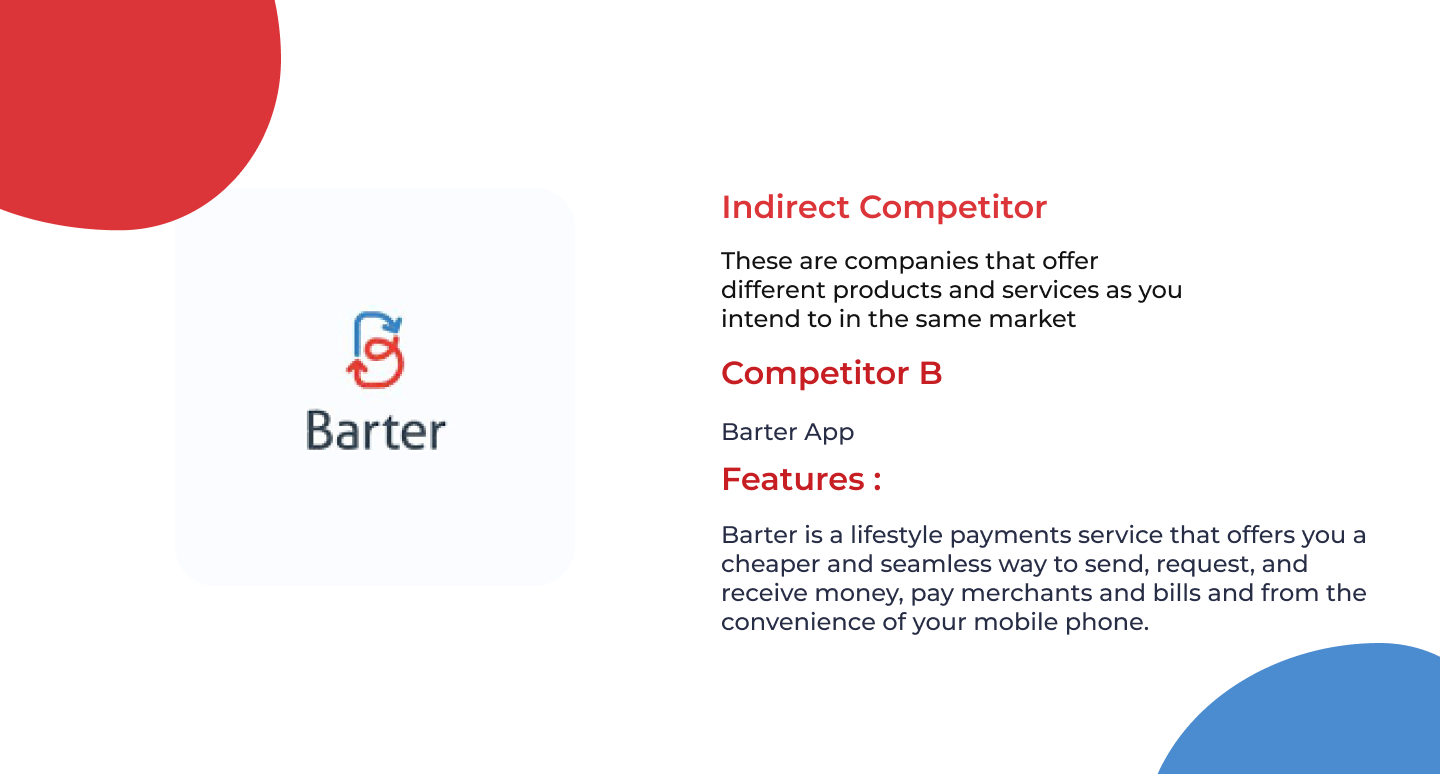 Barter
Indirect Competitor
These are companies that offer
different products and services as you
intend to in the same market
Competitor B
Barter App
Features :
Barter is a lifestyle payments service that offers you a
cheaper and seamless way to send, request, and
receive money, pay merchants and bills and from the
convenience of your mobile phone.